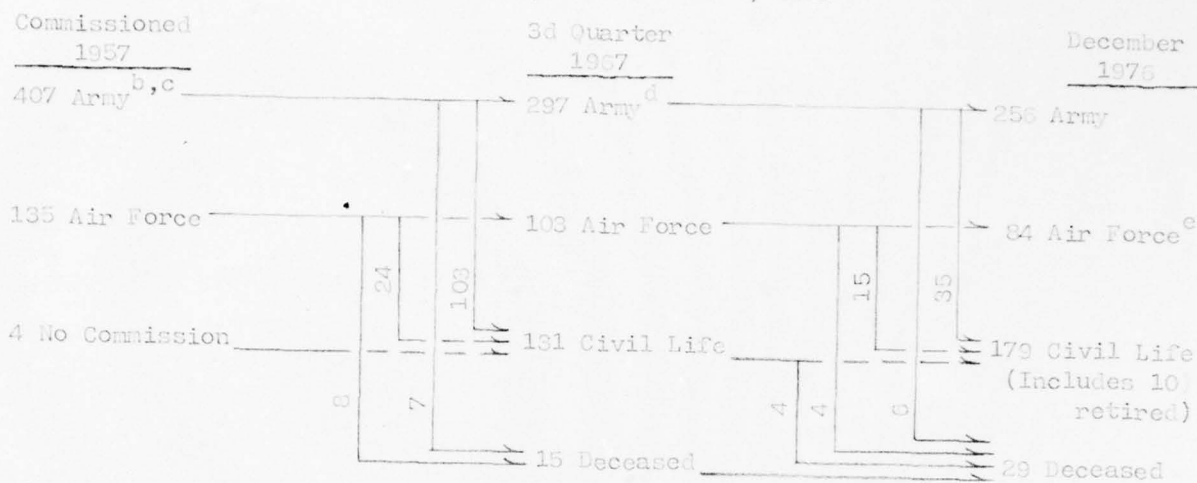 Commissioned
1957
3d Quarter
1967
December
1976
407 Army b,c
297 Army d
256 Army
135 Air Force
103 Air Force
84 Air Force e
24
103
15
35
4 No Commission
131 Civil Life
179 Civil Life
(Includes 10
retired)
8
7
4
4
6
15 Deceased
29 Deceased